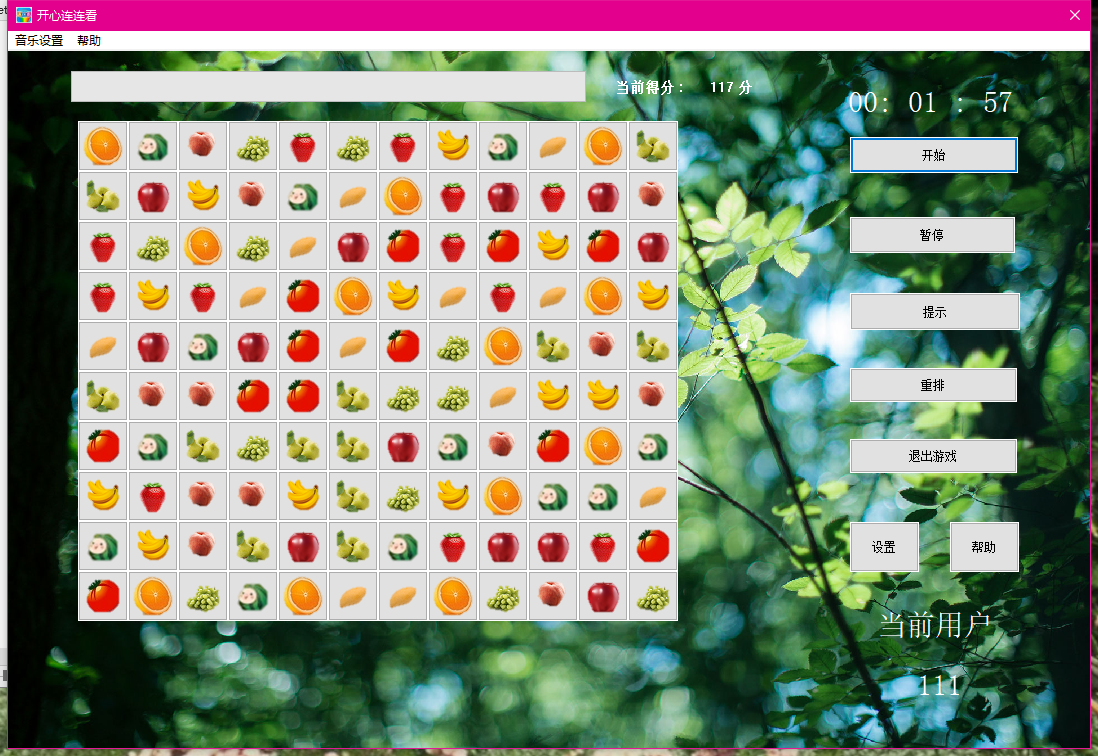 开心连连看
音乐设置 帮助
当前得分： 117 分
00: 01 : 57
开始
暂停
提示
重排
退出游戏
设置 帮助
当前用户
111